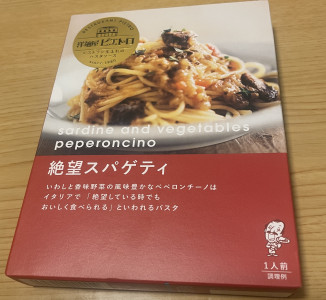 洋麺屋ピエトロ
sardine and vegetables
peperoncino
絶望スパゲティ
いわしと香味野菜の風味豊かなペペロンチーノは
イタリアで「絶望している時でも
おいしく食べられる」といわれるパスタ
1人前
調理例